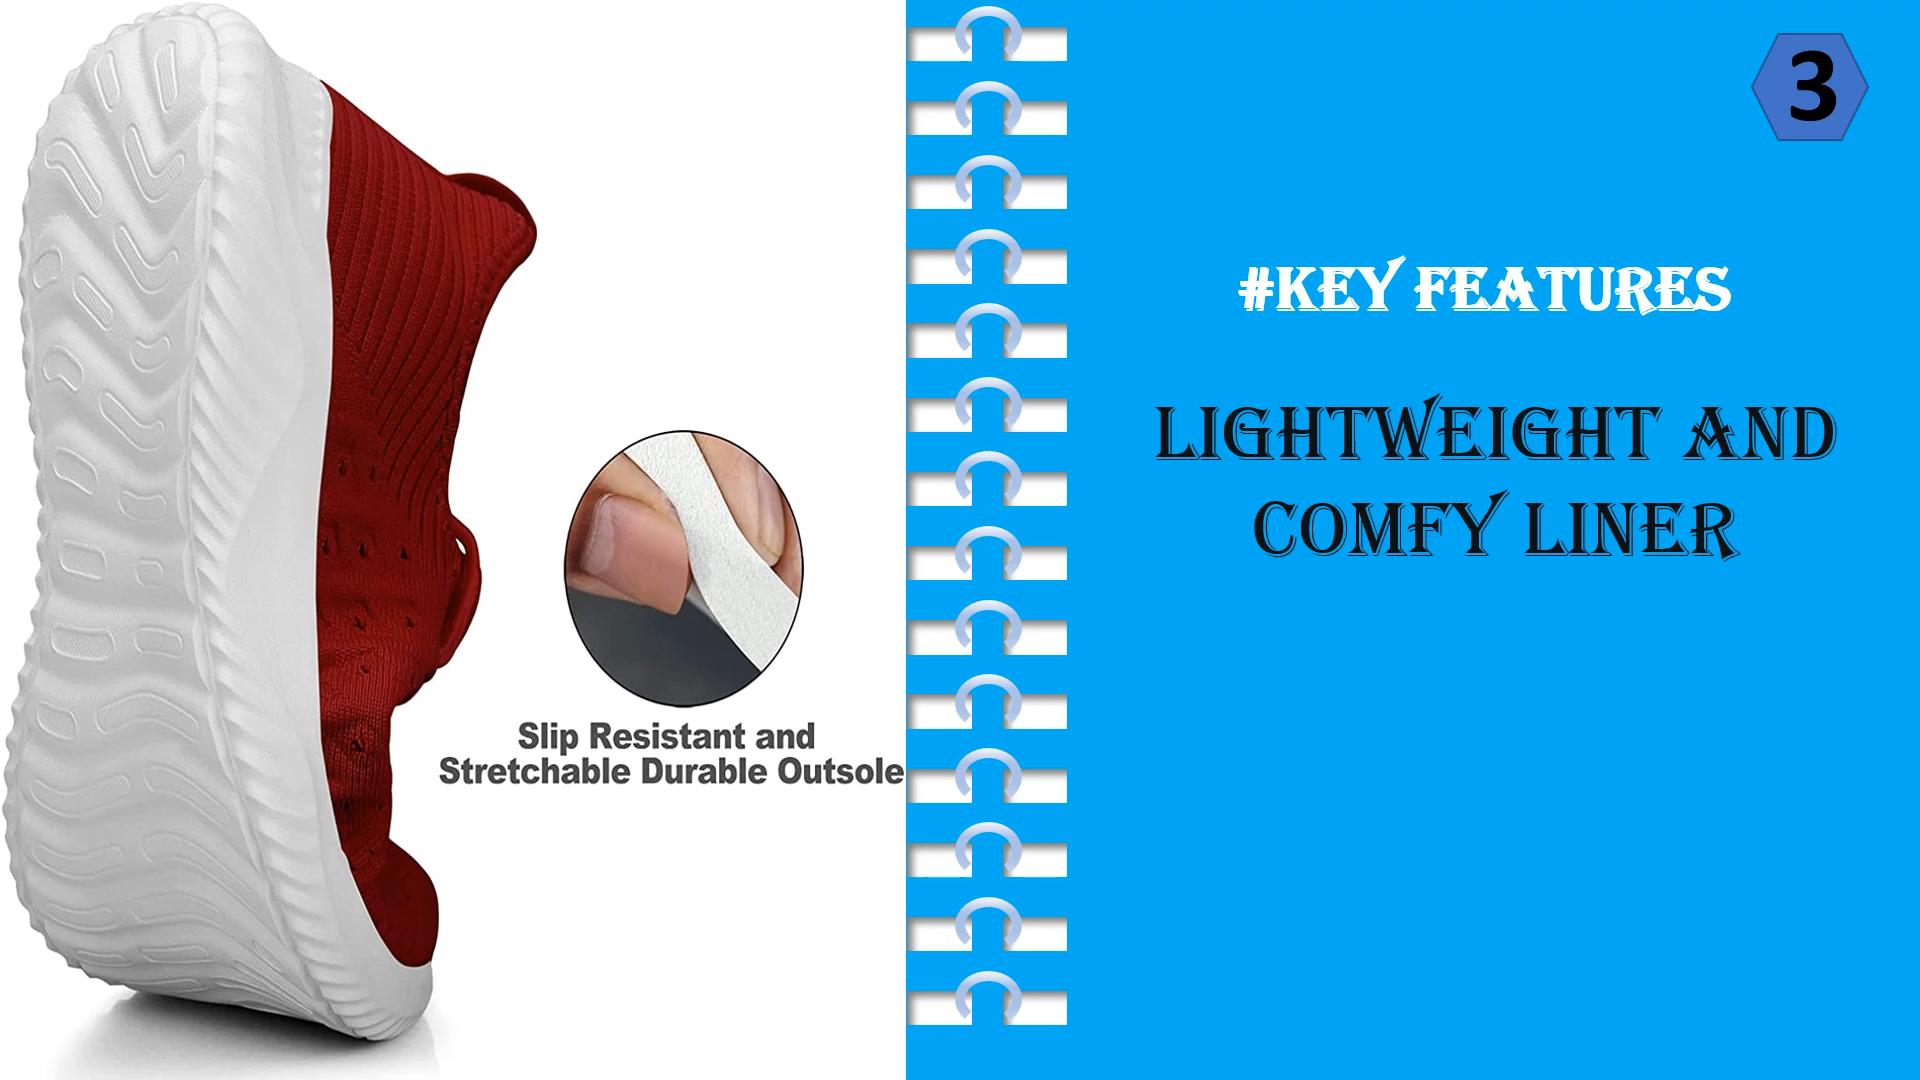 Slip Resistant and
Stretchable Durable Outsole
3
#KEY FEATURES
LIGHTWEIGHT AND
COMFY LINER